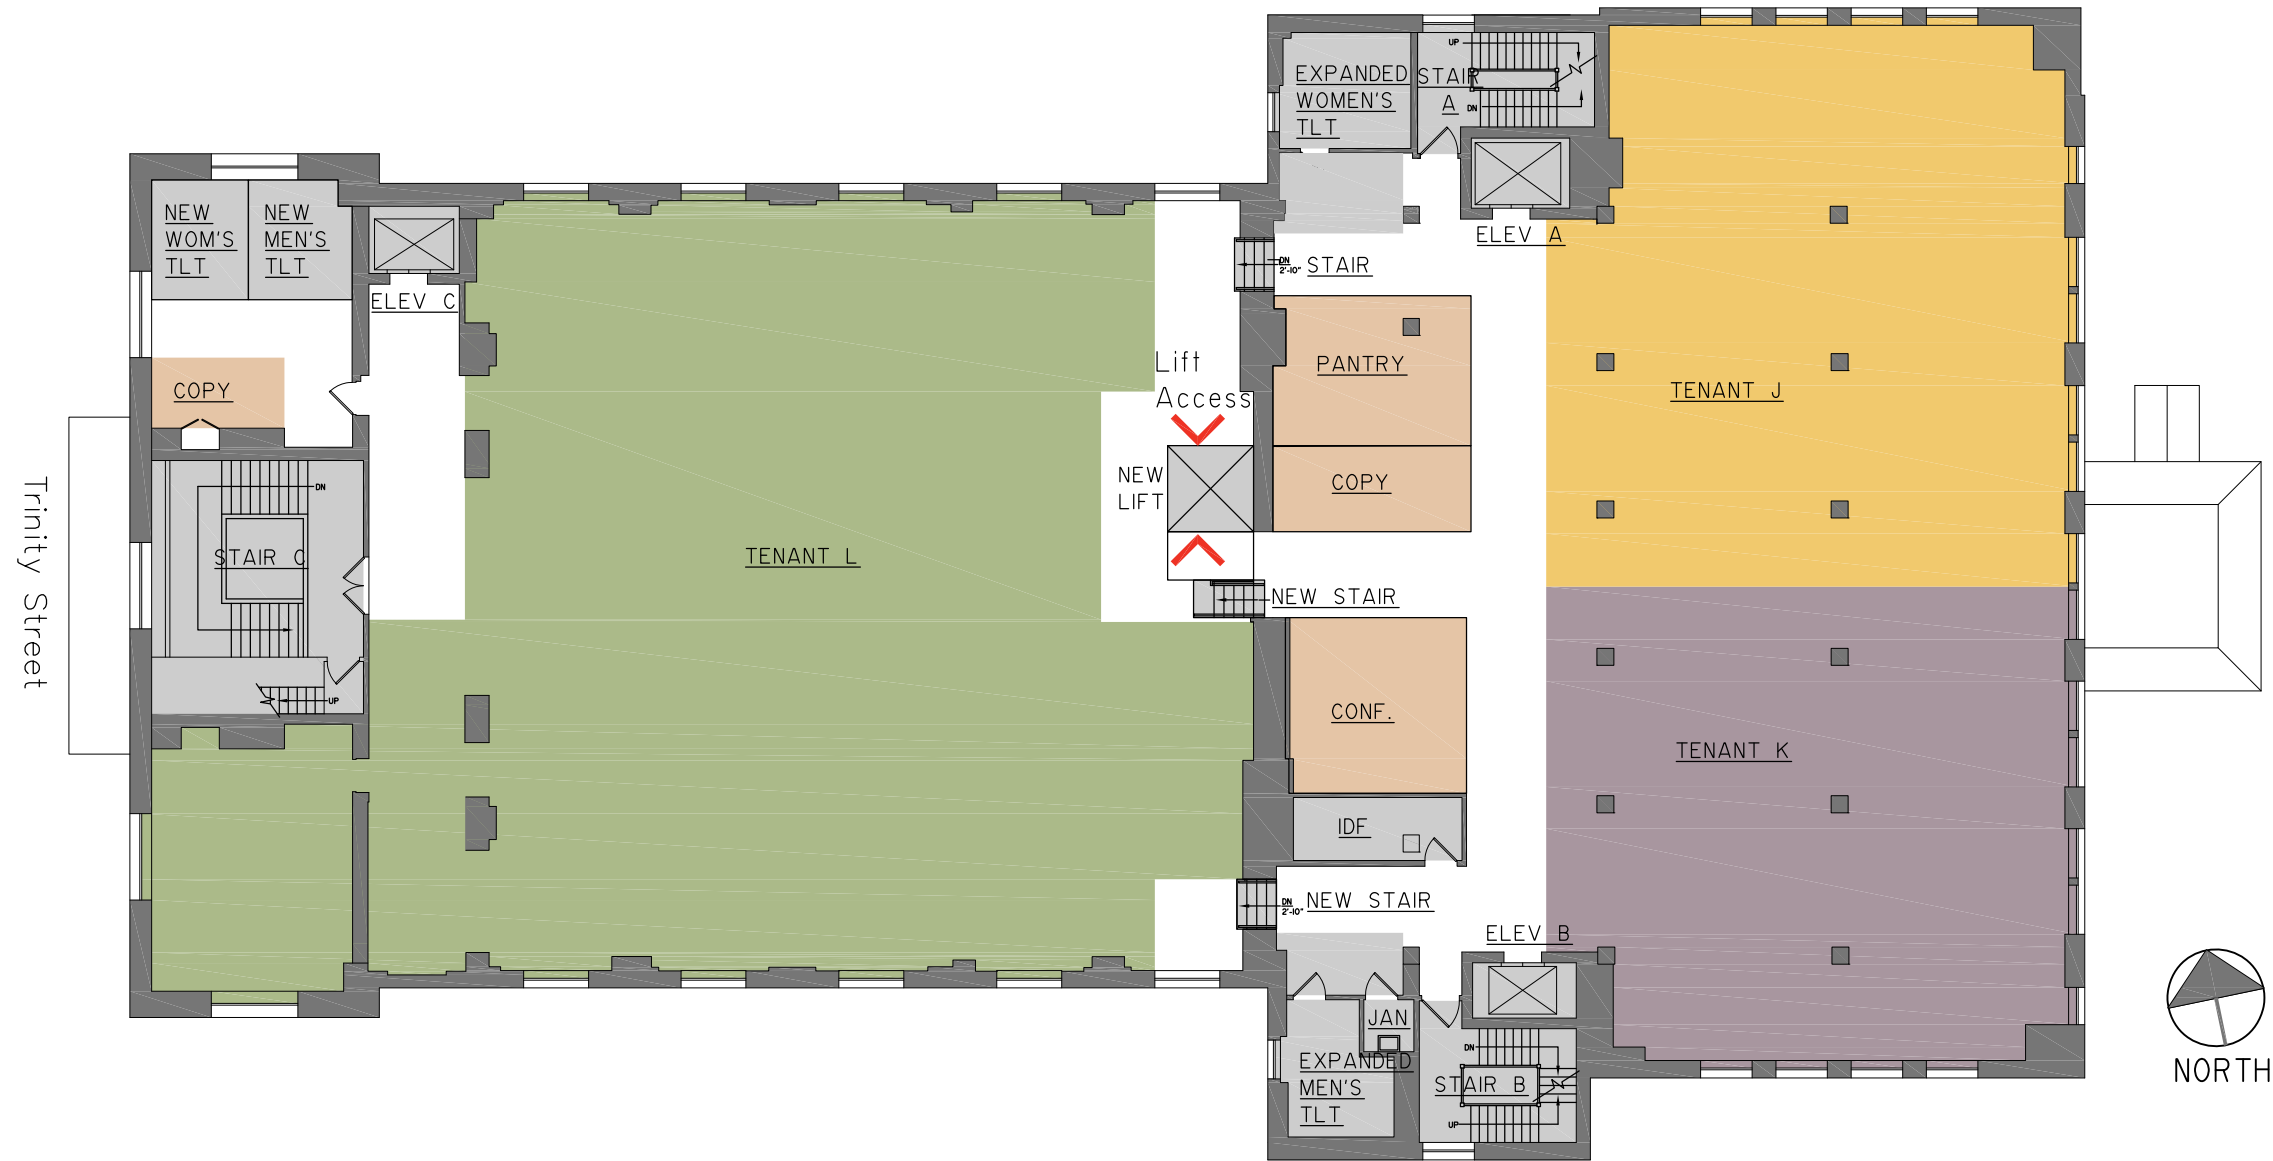 EXPANDED
WOMEN'S
TLT
STAIR
A
UP
DN
NEW
WOM'S
TLT
NEW
MEN'S
TLT
ELEV C
ELEV A
DN
2'-10"
STAIR
COPY
Lift
Access
PANTRY
TENANT J
NEW
LIFT
COPY
DN
STAIR C
TENANT L
Trinity Street
NEW STAIR
UP
CONF.
TENANT K
IDF
DN
2'-10"
NEW STAIR
ELEV B
JAN
EXPANDED
MEN'S
TLT
DN
STAIR B
UP
NORTH